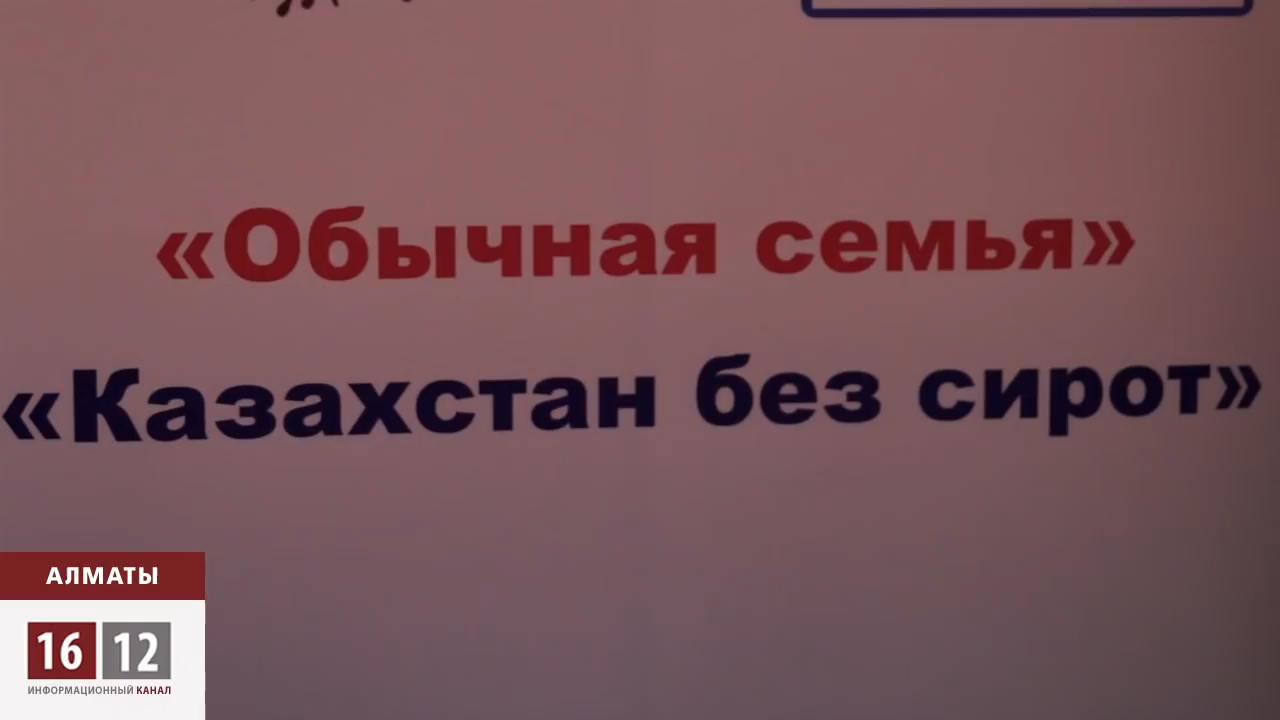 «Обычная семья»
«Казахстан без сирот»
АЛМАТЫ
16 12
ИНФОРМАЦИОННЫЙ КАНАЛ